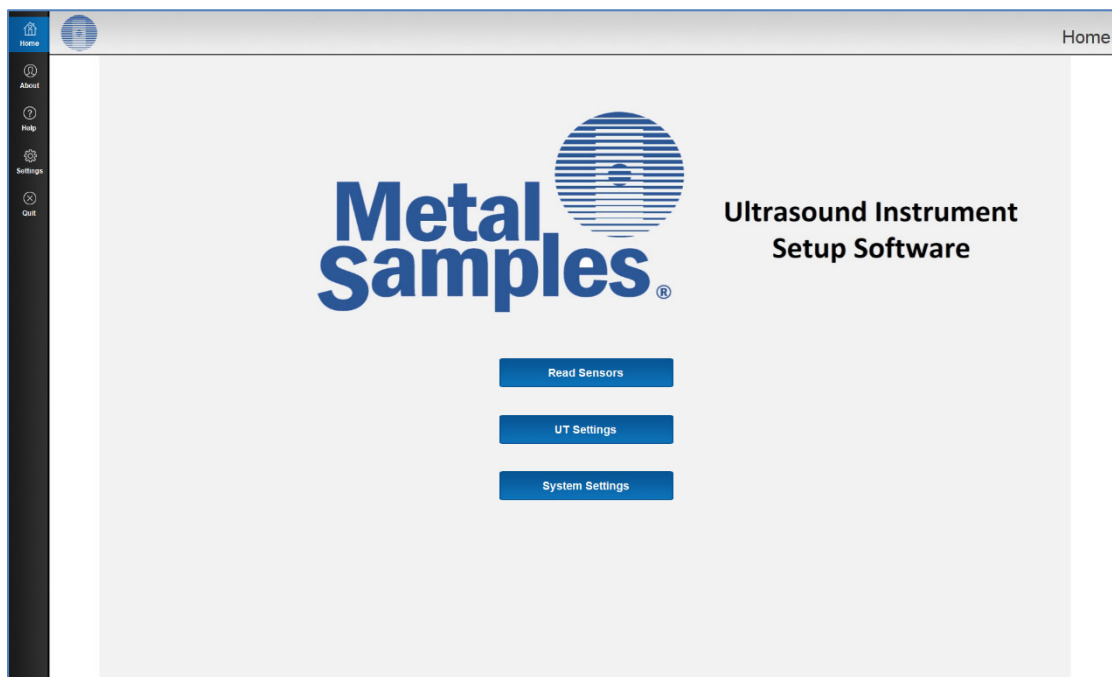 Home
Home
About
Help
Settings
Quit
Metal
Samples®
Ultrasound Instrument
Setup Software
Read Sensors
UT Settings
System Settings